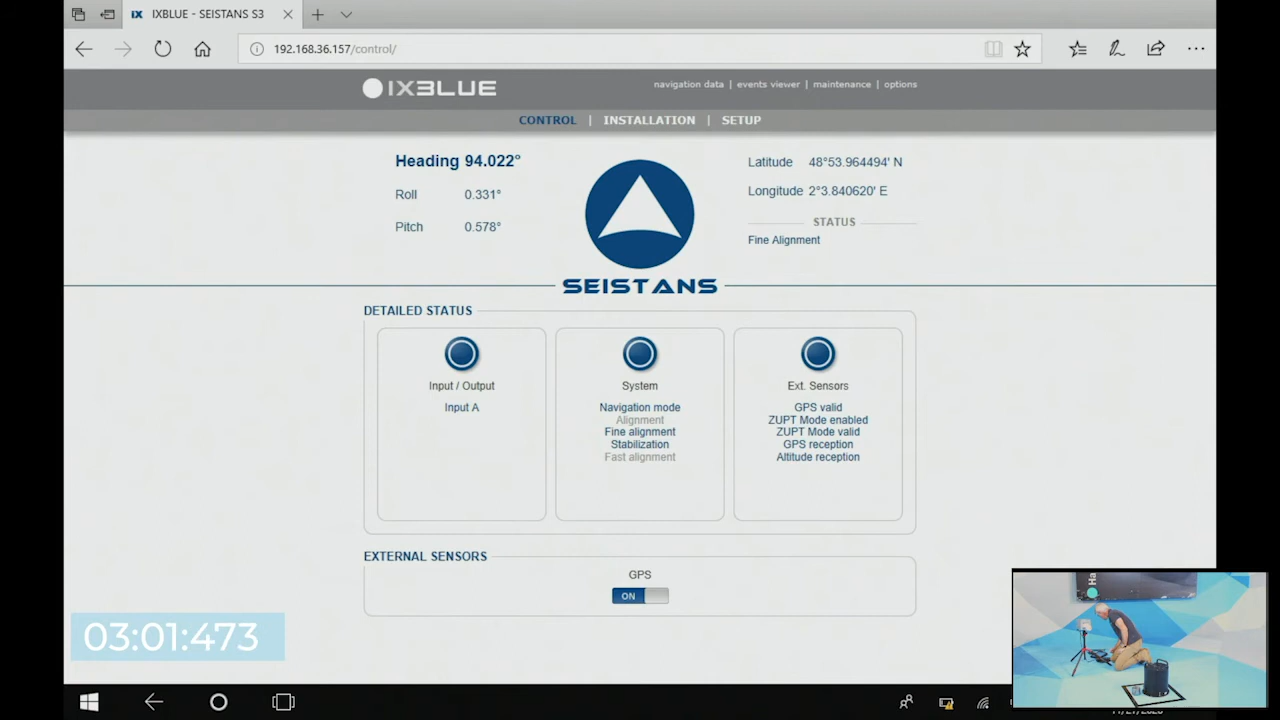 IXBLUE - SEISTANS S3
192.168.36.157/control/
IXBLUE
navigation data | events viewer | maintenance | options
CONTROL | INSTALLATION | SETUP
Heading 94.022°
Roll 0.331°
Pitch 0.578°
Latitude 48°53.964494' N
Longitude 2°3.840620' E
STATUS
Fine Alignment
SEISTANS
DETAILED STATUS
Input / Output
Input A
System
Navigation mode
Alignment
Fine alignment
Stabilization
Fast alignment
Ext. Sensors
GPS valid
ZUPT Mode enabled
ZUPT Mode valid
GPS reception
Altitude reception
EXTERNAL SENSORS
GPS
ON
03:01:473
Ha